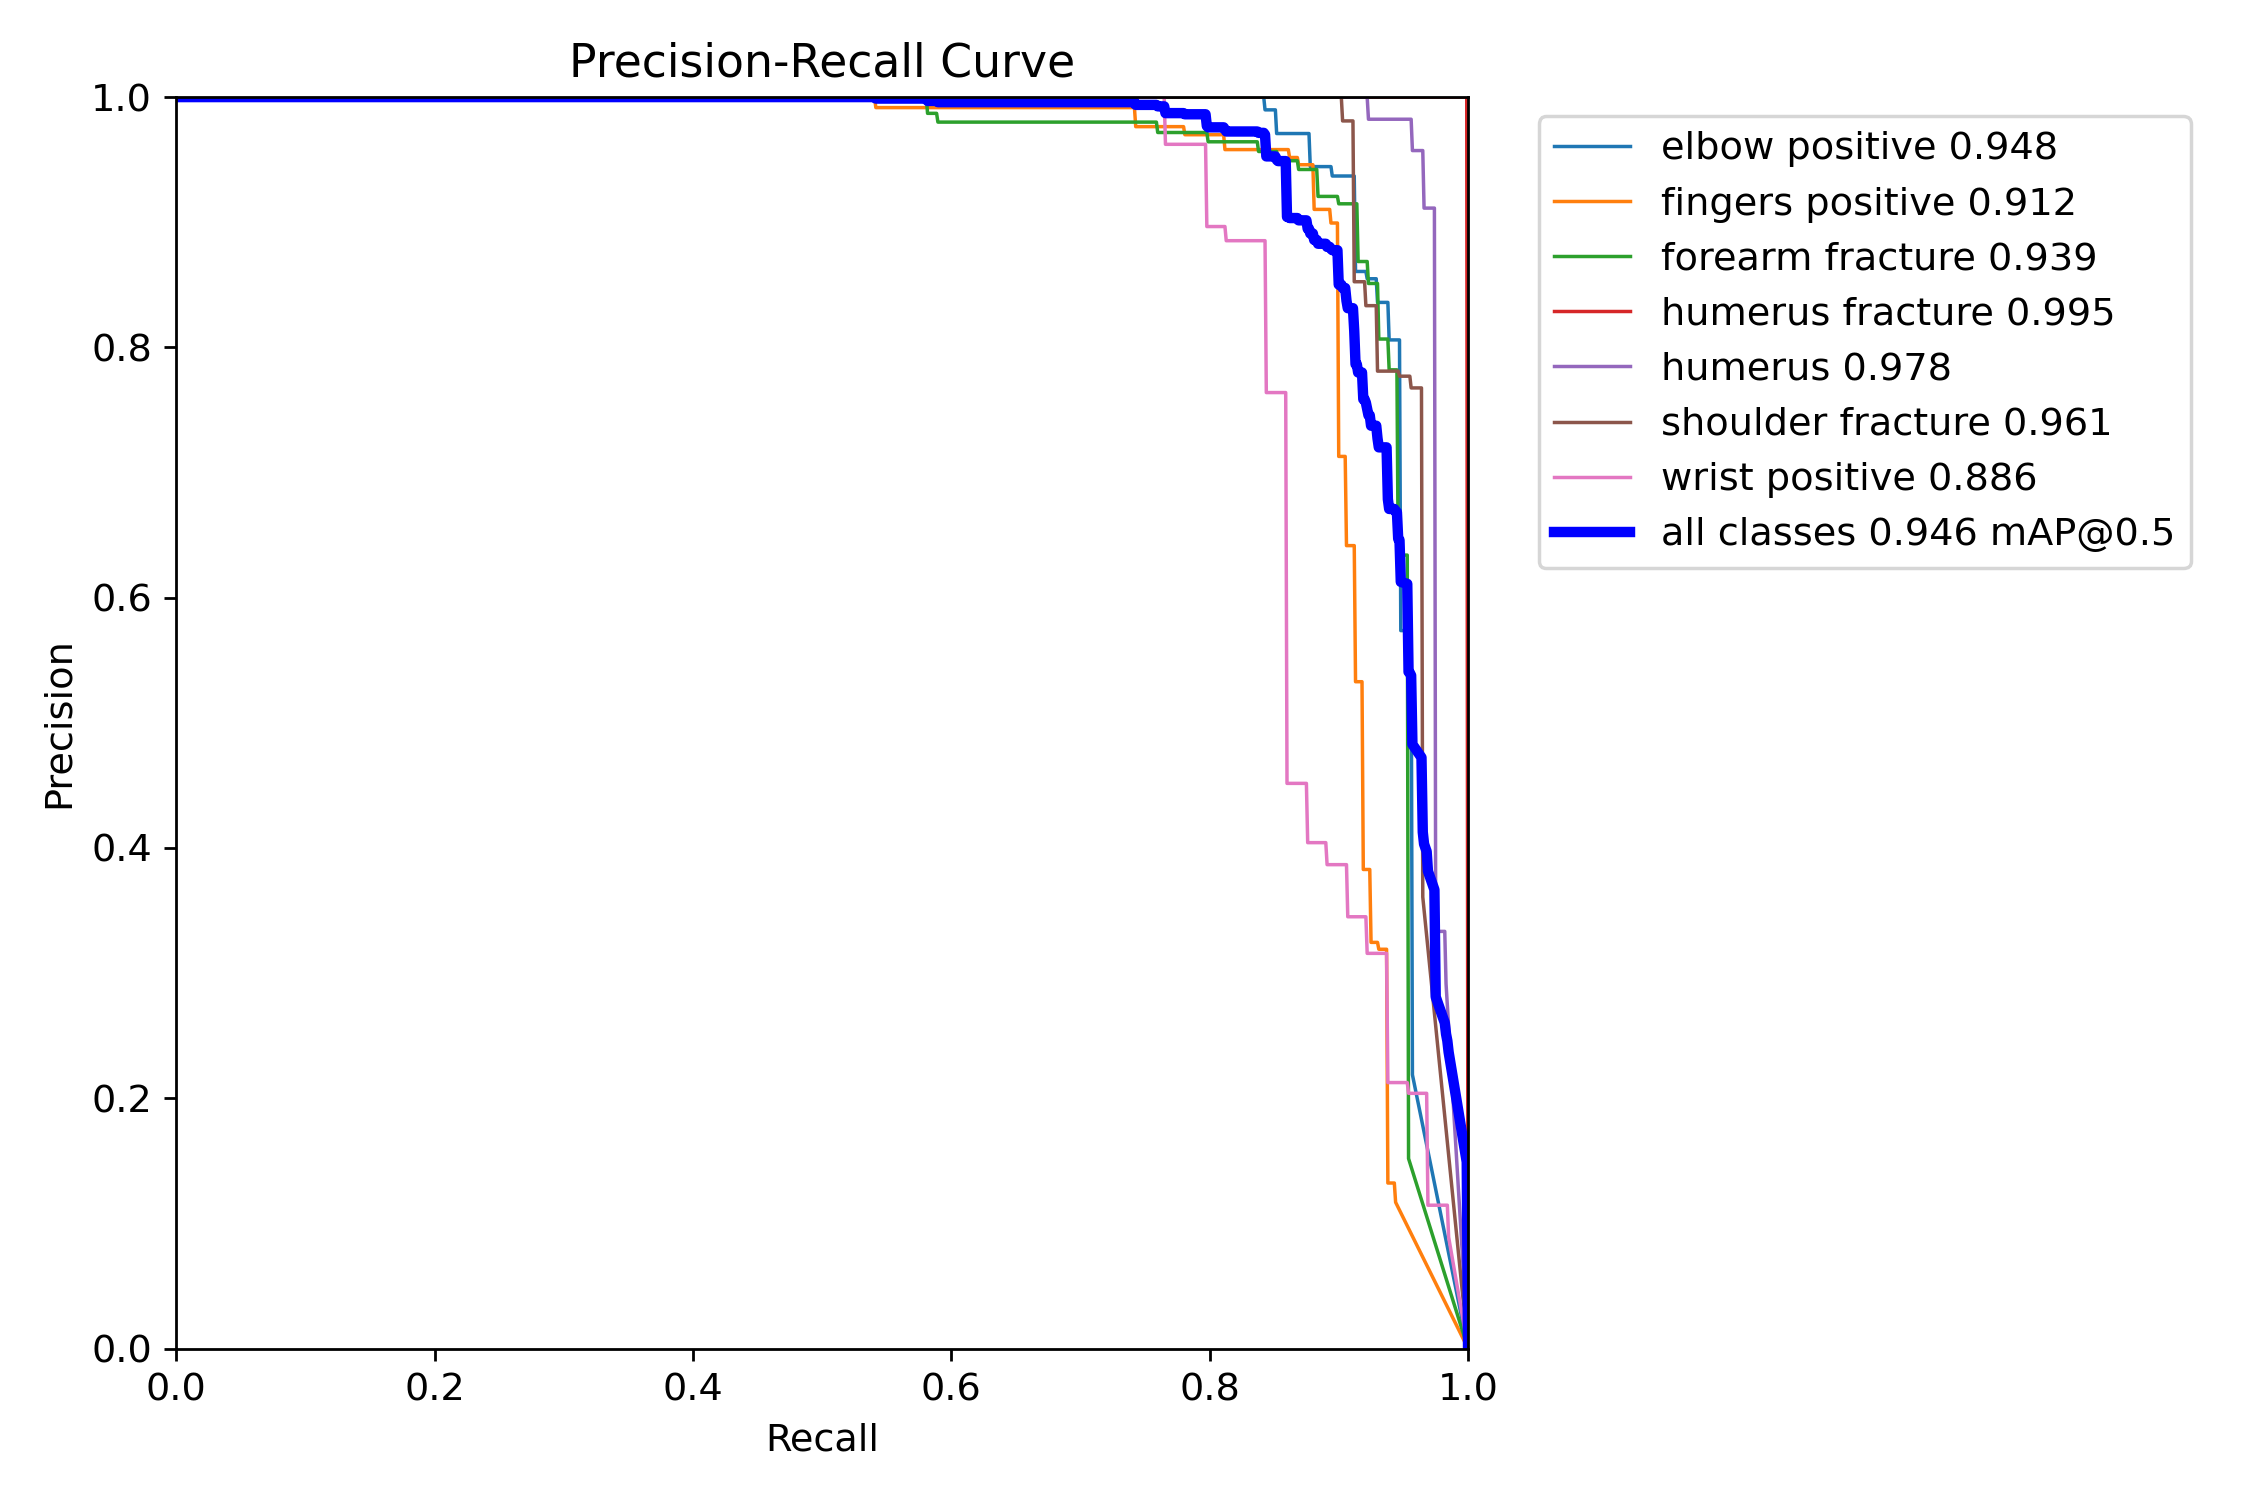 Precision-Recall Curve
1.0
0.8
0.6
0.4
0.2
0.0
Precision
0.0 0.2 0.4 0.6 0.8 1.0
Recall
elbow positive 0.948
fingers positive 0.912
forearm fracture 0.939
humerus fracture 0.995
humerus 0.978
shoulder fracture 0.961
wrist positive 0.886
all classes 0.946 mAP@0.5